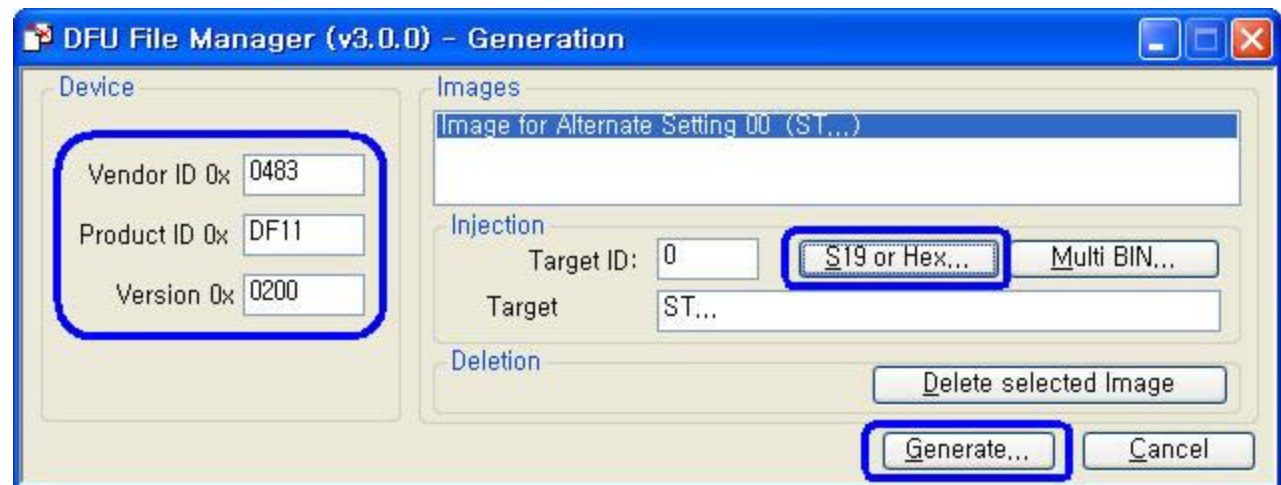 DFU File Manager (v3.0.0) - Generation
Device
Vendor ID 0x 0483
Product ID 0x DF11
Version 0x 0200
Images
Image for Alternate Setting 00 (ST...)
Injection
Target ID: 0 S19 or Hex... Multi BIN...
Target ST...
Deletion
Delete selected Image
Generate... Cancel